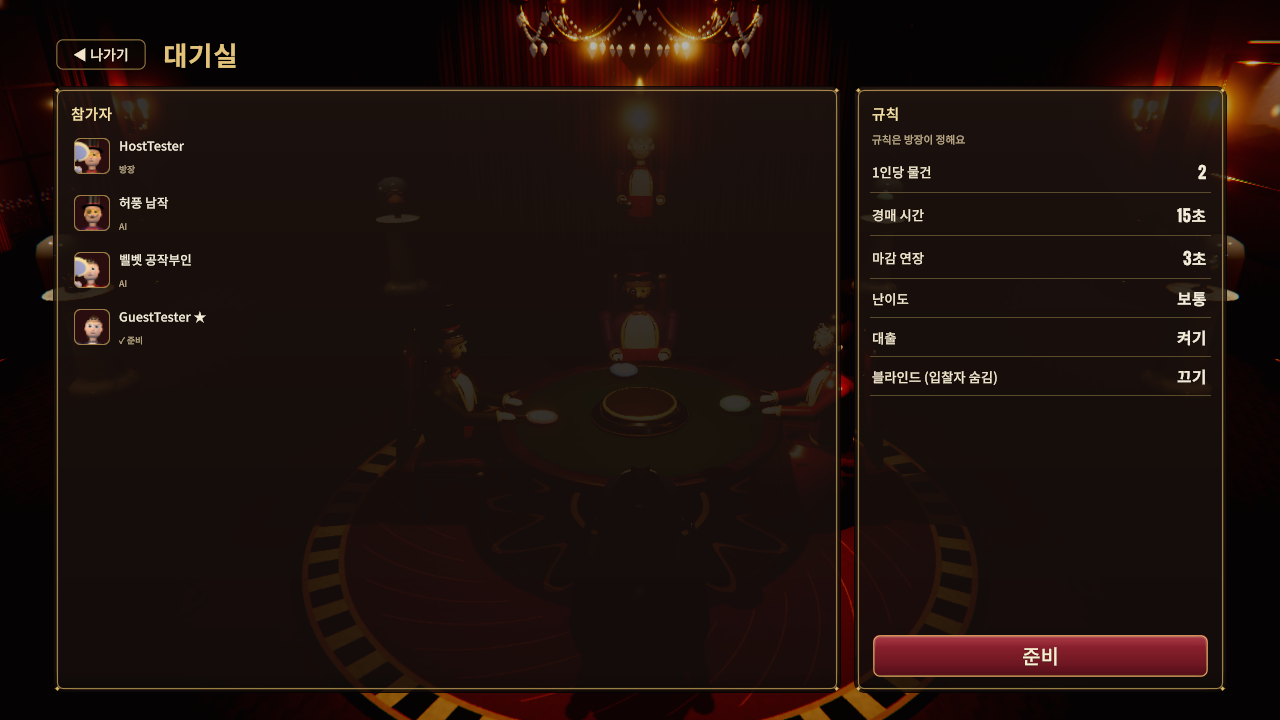 ◀ 나가기
대기실
참가자
HostTester
방장
허풍 남작
AI
벨벳 공작부인
AI
GuestTester ★
✓ 준비
규칙
규칙은 방장이 정해요
1인당 물건 2
경매 시간 15초
마감 연장 3초
난이도 보통
대출 켜기
블라인드 (입찰자 숨김) 끄기
준비